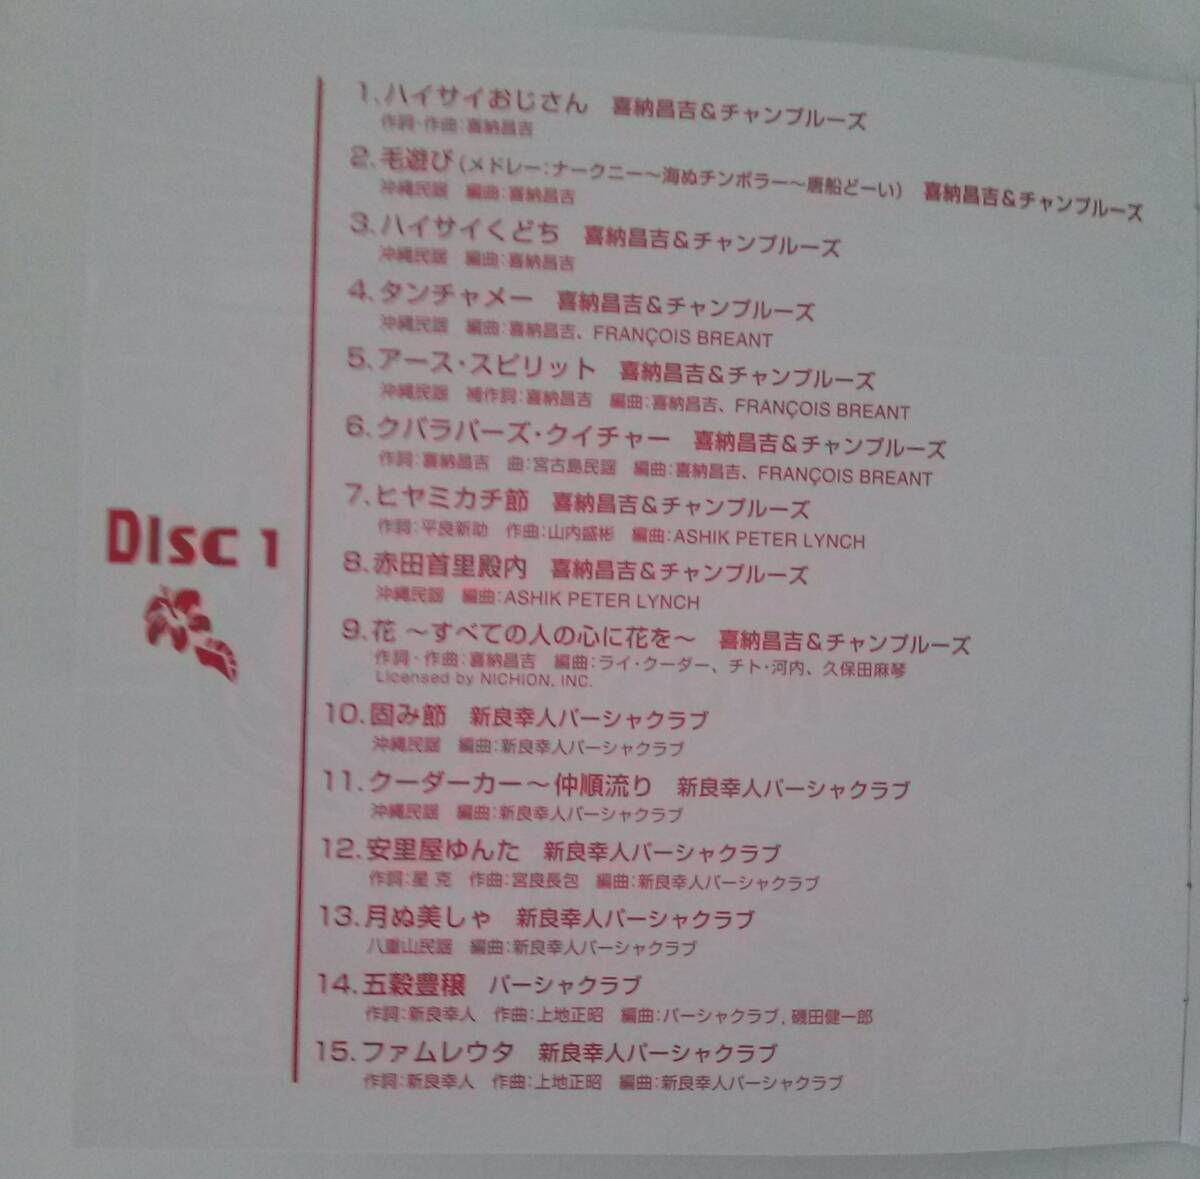 DISC 1
1.ハイサイおじさん 喜納昌吉&チャンプルーズ
作詞・作曲:喜納昌吉
2.毛遊び(メドレー:ナークニー〜海ぬチンボラー〜唐船どーい) 喜納昌吉&チャンプルーズ
沖縄民謡 編曲:喜納昌吉
3.ハイサイくどち 喜納昌吉&チャンプルーズ
沖縄民謡 編曲:喜納昌吉
4.タンチャメー 喜納昌吉&チャンプルーズ
沖縄民謡 編曲:喜納昌吉、FRANÇOIS BREANT
5.アース・スピリット 喜納昌吉&チャンプルーズ
沖縄民謡 補作詞:喜納昌吉 編曲:喜納昌吉、FRANÇOIS BREANT
6.クバラパーズ・クイチャー 喜納昌吉&チャンプルーズ
作詞:喜納昌吉 曲:宮古島民謡 編曲:喜納昌吉、FRANÇOIS BREANT
7.ヒヤミカチ節 喜納昌吉&チャンプルーズ
作詞:平良新助 作曲:山内盛彬 編曲:ASHIK PETER LYNCH
8.赤田首里殿内 喜納昌吉&チャンプルーズ
沖縄民謡 編曲:ASHIK PETER LYNCH
9.花 〜すべての人の心に花を〜 喜納昌吉&チャンプルーズ
作詞・作曲:喜納昌吉 編曲:ライ・クーダー、チト・河内、久保田麻琴
Licensed by NICHION, INC.
10.固み節 新良幸人パーシャクラブ
沖縄民謡 編曲:新良幸人パーシャクラブ
11.クーダーカー〜仲順流り 新良幸人パーシャクラブ
沖縄民謡 編曲:新良幸人パーシャクラブ
12.安里屋ゆんた 新良幸人パーシャクラブ
作詞:星 克 作曲:宮良長包 編曲:新良幸人パーシャクラブ
13.月ぬ美しゃ 新良幸人パーシャクラブ
八重山民謡 編曲:新良幸人パーシャクラブ
14.五穀豊穣 パーシャクラブ
作詞:新良幸人 作曲:上地正昭 編曲:パーシャクラブ, 磯田健一郎
15.ファムレウタ 新良幸人パーシャクラブ
作詞:新良幸人 作曲:上地正昭 編曲:新良幸人パーシャクラブ